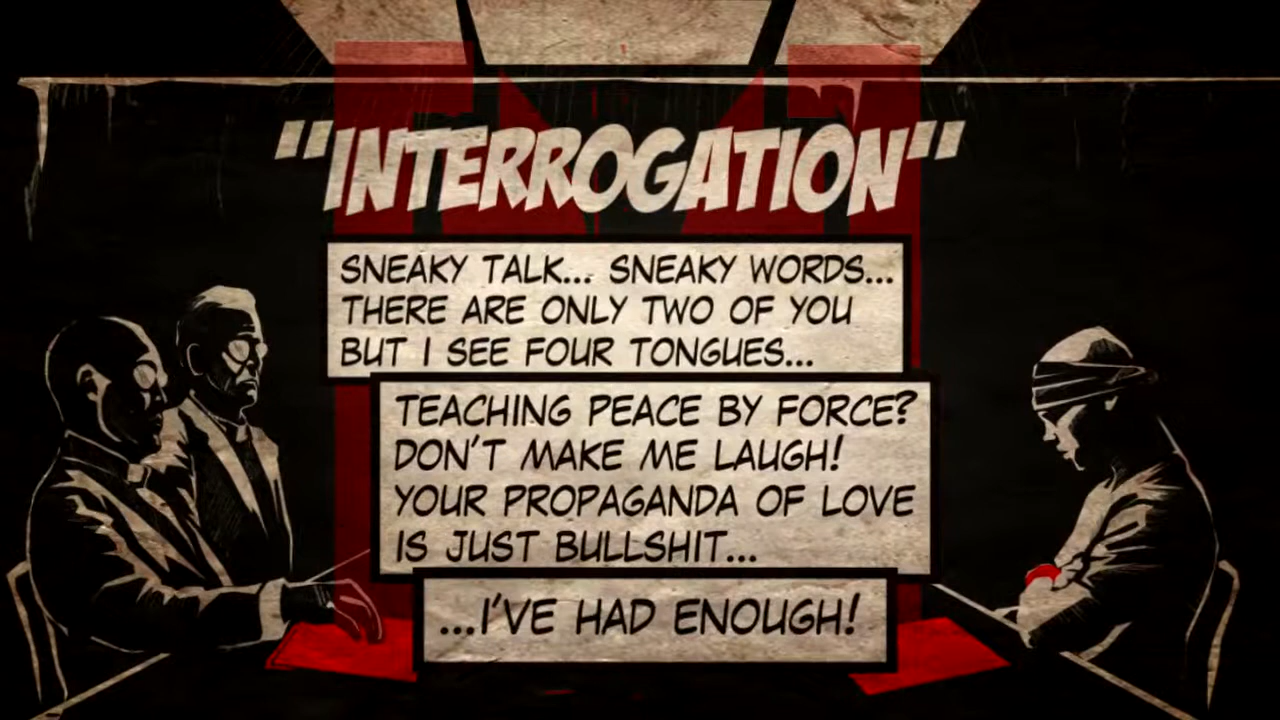 "INTERROGATION"
SNEAKY TALK... SNEAKY WORDS...
THERE ARE ONLY TWO OF YOU
BUT I SEE FOUR TONGUES...
TEACHING PEACE BY FORCE?
DON'T MAKE ME LAUGH!
YOUR PROPAGANDA OF LOVE
IS JUST BULLSHIT...
...I'VE HAD ENOUGH!